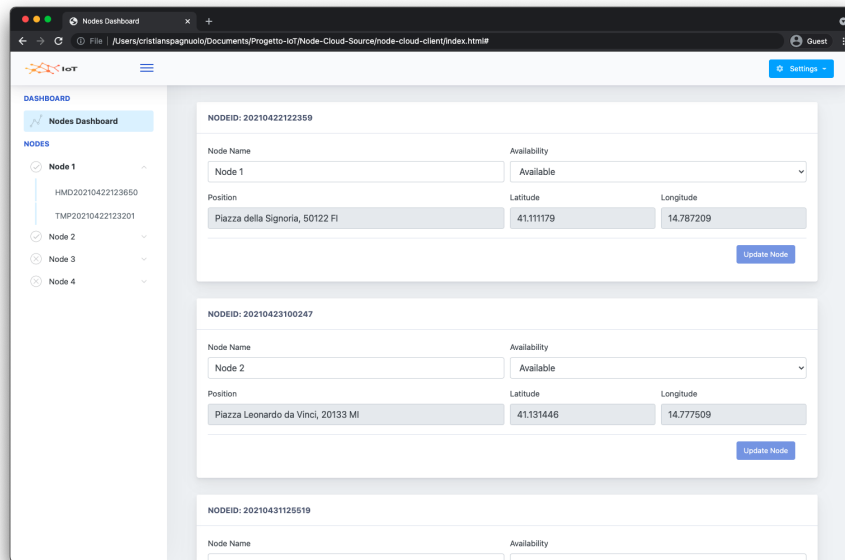 Nodes Dashboard
File | /Users/cristianspagnuolo/Documents/Progetto-IoT/Node-Cloud-Source/node-cloud-client/index.html#
Guest
IoT
Settings
DASHBOARD
Nodes Dashboard
NODES
Node 1
HMD20210422123650
TMP20210422123201
Node 2
Node 3
Node 4
NODEID: 20210422122359
Node Name
Availability
Node 1
Available
Position
Latitude
Longitude
Piazza della Signoria, 50122 FI
41.111179
14.787209
Update Node
NODEID: 20210423100247
Node Name
Availability
Node 2
Available
Position
Latitude
Longitude
Piazza Leonardo da Vinci, 20133 MI
41.131446
14.777509
Update Node
NODEID: 20210431125519
Node Name
Availability